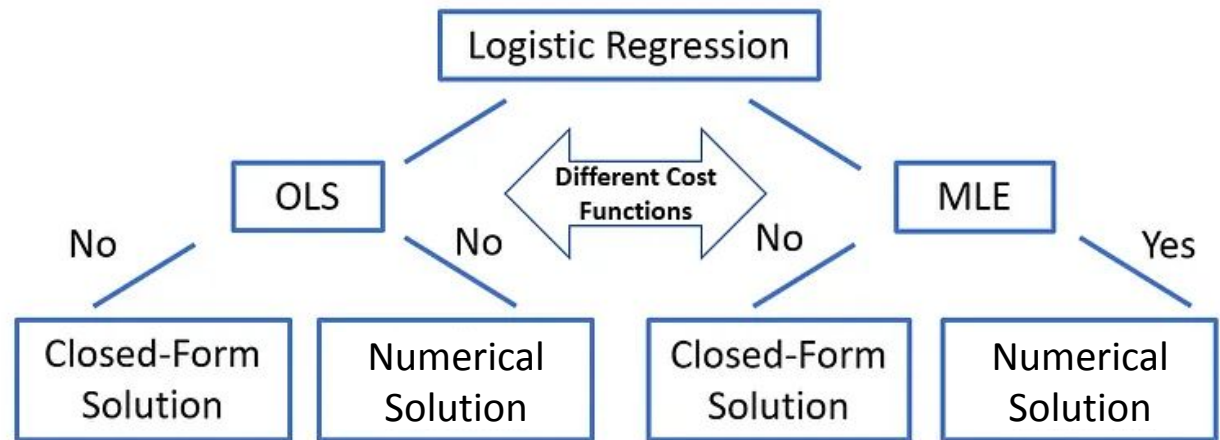 Logistic Regression
OLS
Different Cost
Functions
MLE
No
No
No
Yes
Closed-Form
Solution
Numerical
Solution
Closed-Form
Solution
Numerical
Solution